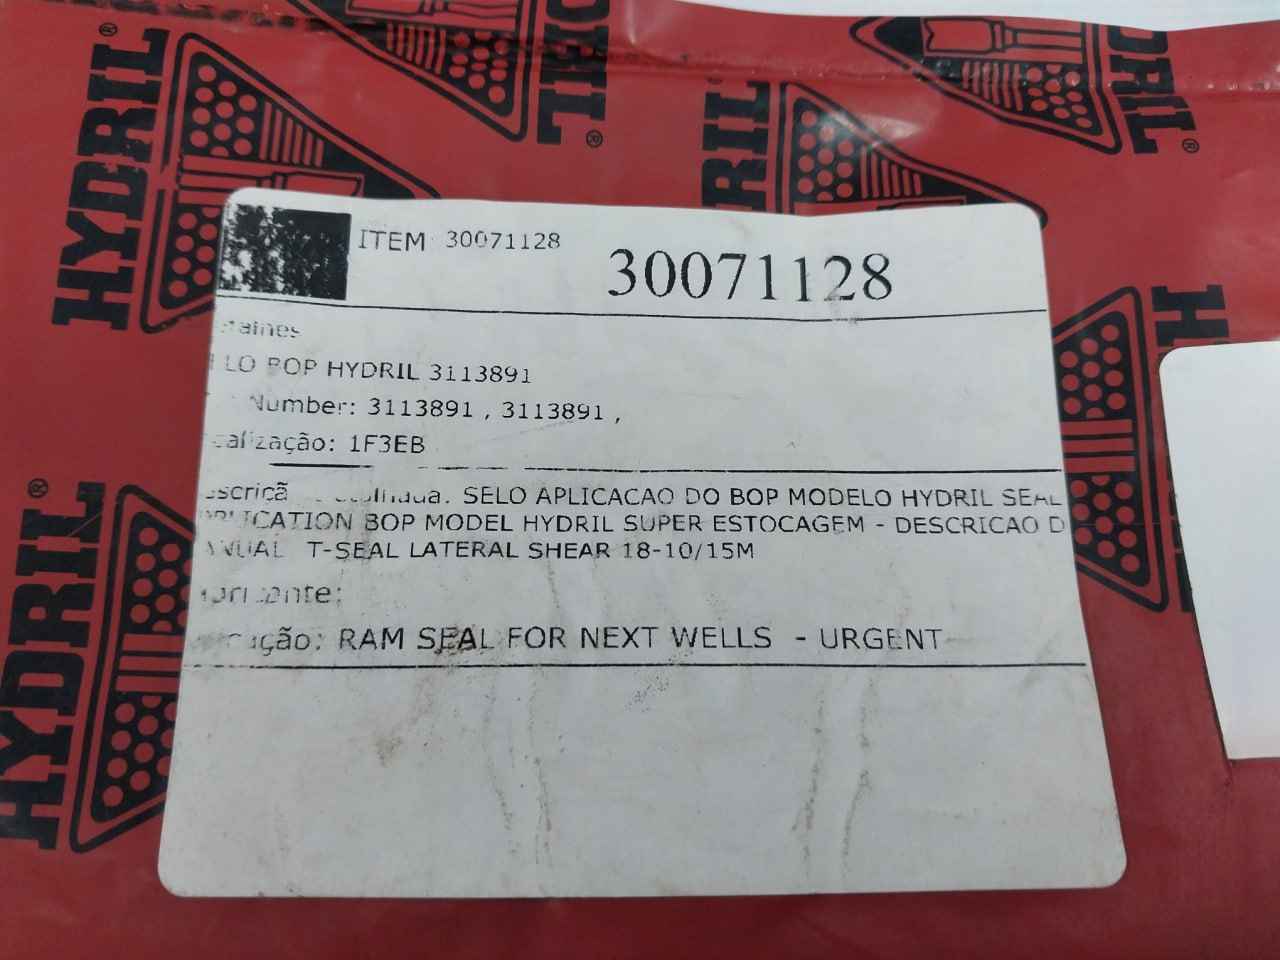 HYDRIL®
HYDRIL®
RIL®
DRIL®
ITEM: 30071128
30071128
LO BOP HYDRIL 3113891
Number: 3113891 , 3113891 ,
calização: 1F3EB
SELO APLICACAO DO BOP MODELO HYDRIL SEAL
BOP MODEL HYDRIL SUPER ESTOCAGEM - DESCRICAO D
T-SEAL LATERAL SHEAR 18-10/15M
RAM SEAL FOR NEXT WELLS - URGENT
HYDRIL®
H